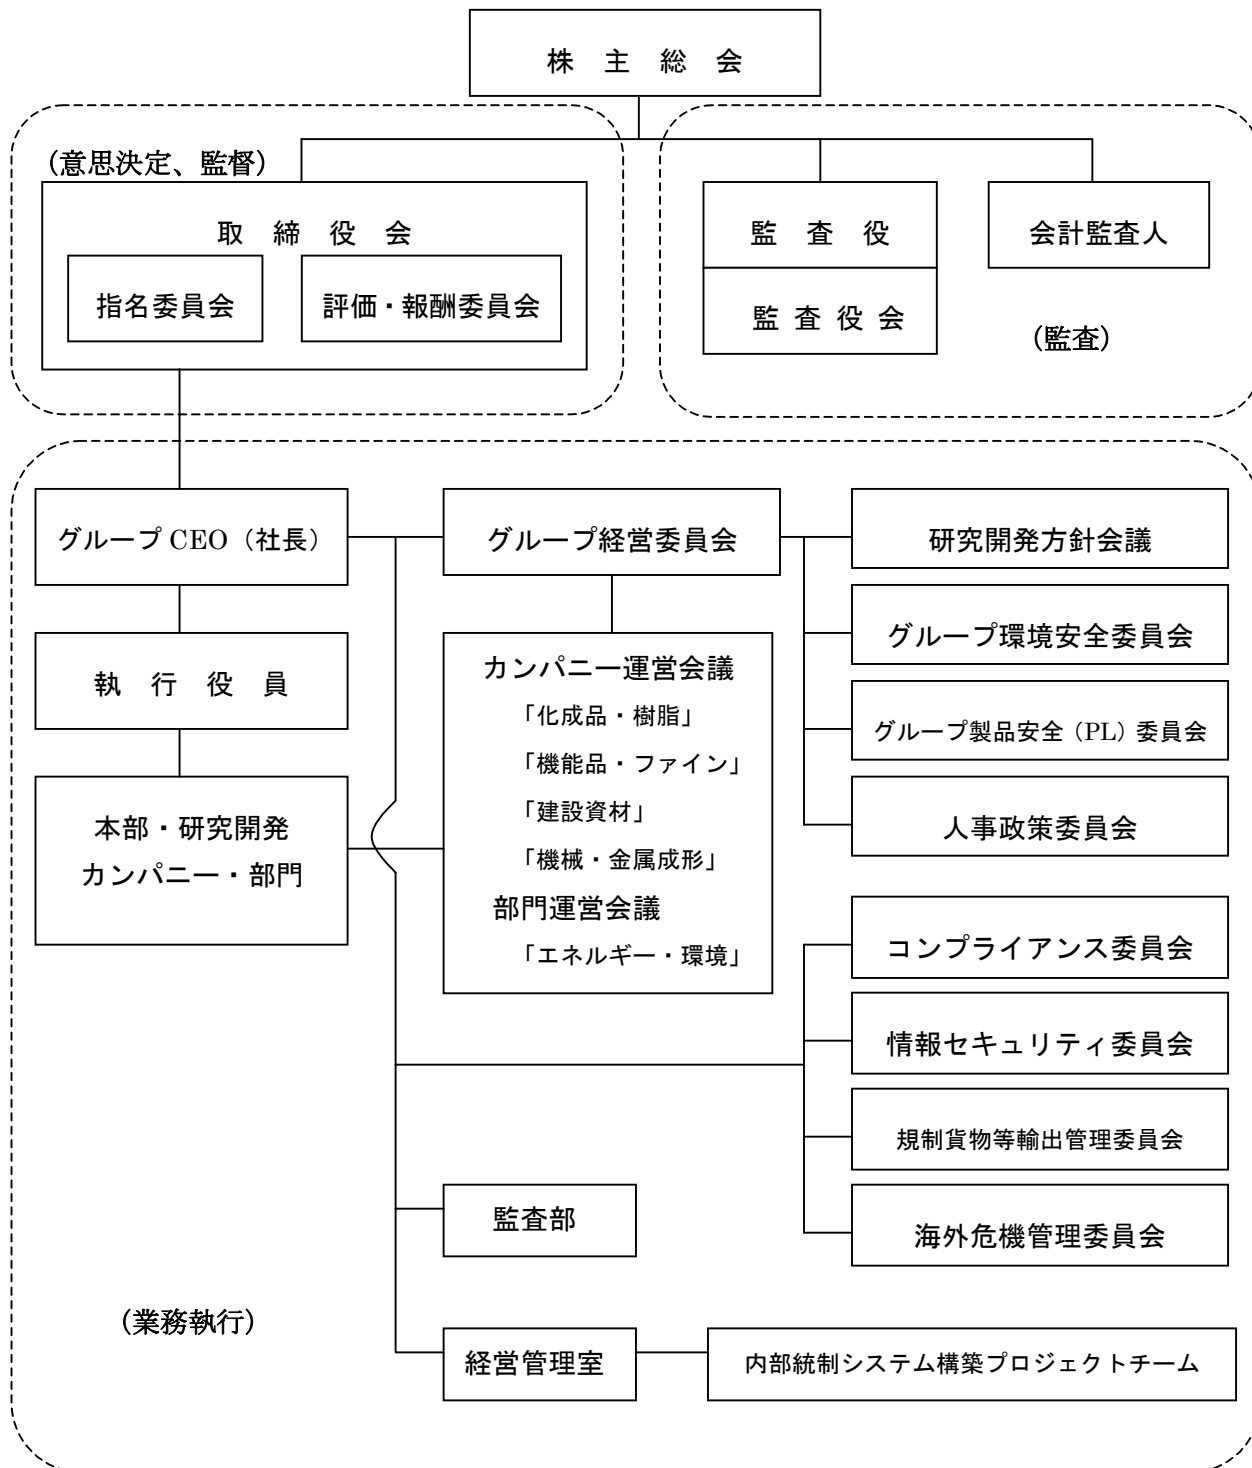 株　主　総　会
（意思決定、監督）
取　締　役　会
指名委員会
評価・報酬委員会
監　査　役
監 査 役 会
会計監査人
（監査）
グループ CEO（社長）
グループ経営委員会
研究開発方針会議
グループ環境安全委員会
グループ製品安全（PL）委員会
人事政策委員会
執　行　役　員
カンパニー運営会議
「化成品・樹脂」
「機能品・ファイン」
「建設資材」
「機械・金属成形」
部門運営会議
「エネルギー・環境」
本部・研究開発
カンパニー・部門
コンプライアンス委員会
情報セキュリティ委員会
規制貨物等輸出管理委員会
海外危機管理委員会
監査部
（業務執行）
経営管理室
内部統制システム構築プロジェクトチーム